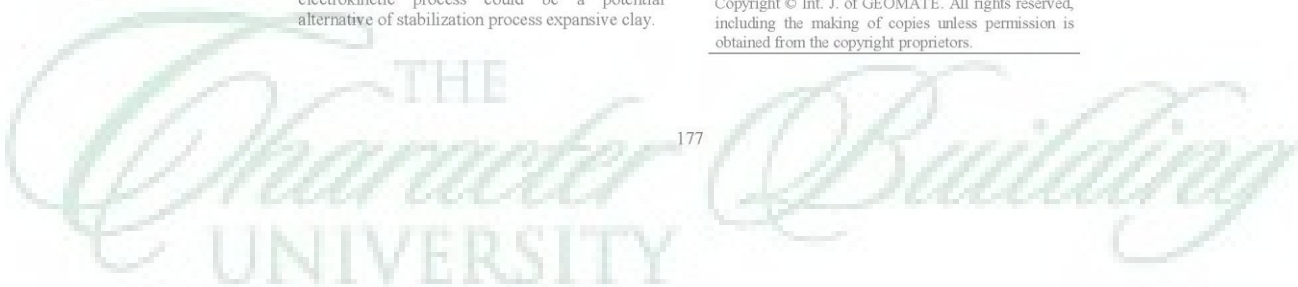 electrokinetic process could be a potential
alternative of stabilization process expansive clay.
Copyright © Int. J. of GEOMATE. All rights reserved,
including the making of copies unless permission is
obtained from the copyright proprietors.
177
THE
Character Building
UNIVERSITY